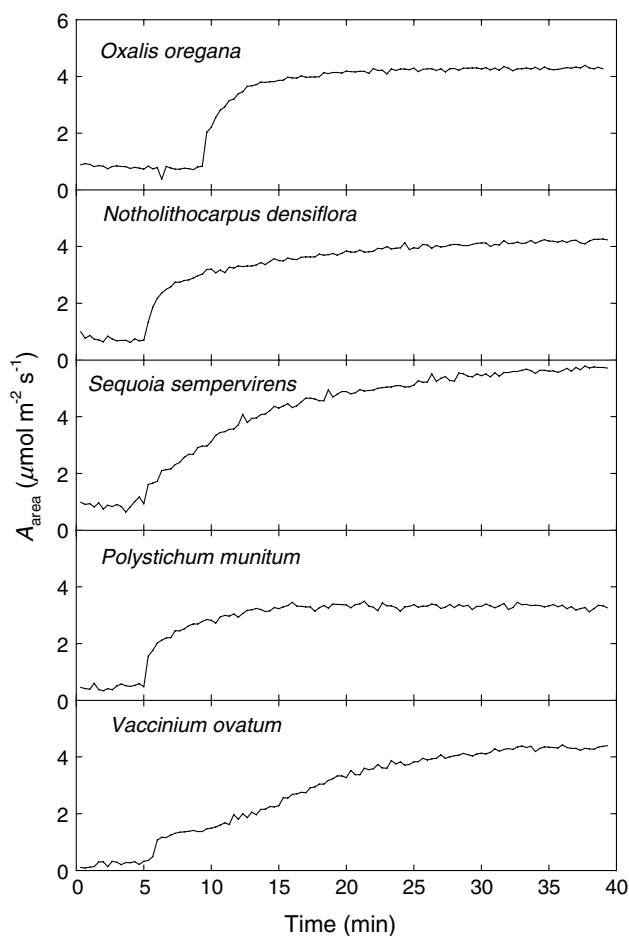 Oxalis oregana
6
4
2
0
Notholithocarpus densiflora
4
2
0
Sequoia sempervirens
4
2
0
Polystichum munitum
4
2
0
Vaccinium ovatum
4
2
0
0 5 10 15 20 25 30 35 40
Time (min)
A area (μmol m-2 s-1)